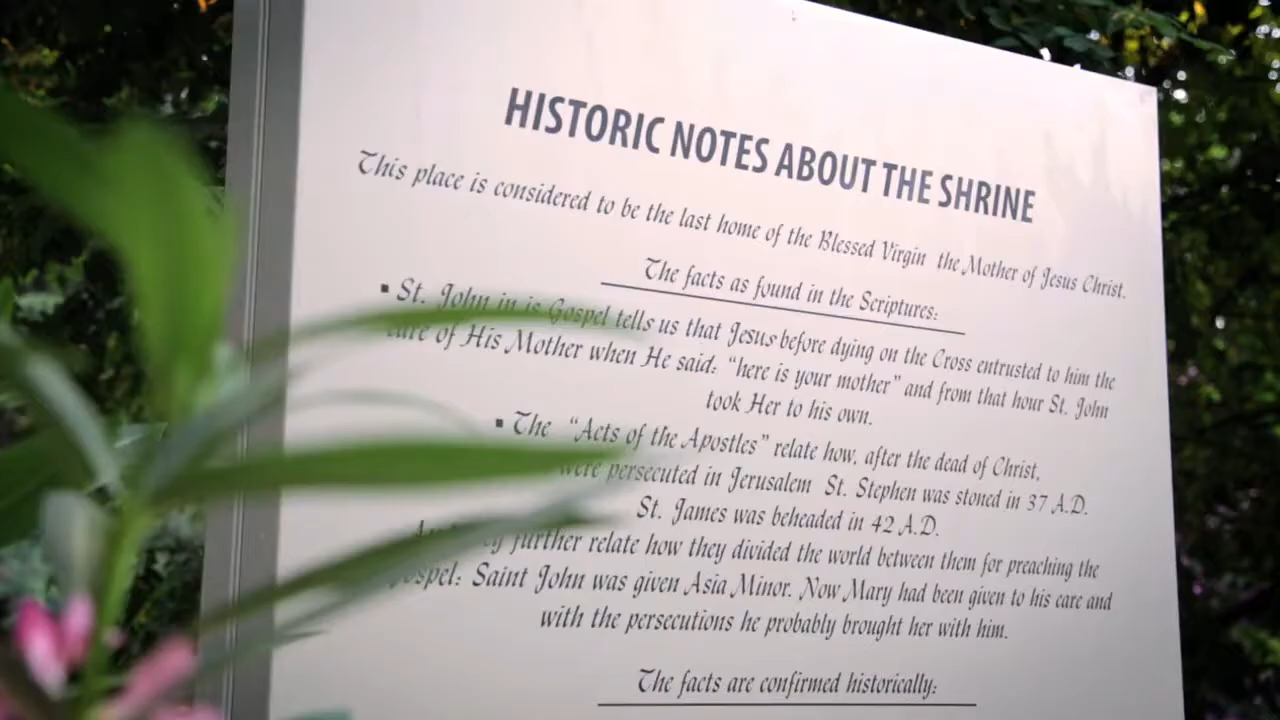 HISTORIC NOTES ABOUT THE SHRINE
This place is considered to be the last home of the Blessed Virgin the Mother of Jesus Christ.
The facts as found in the Scriptures:
▪ St. John in is Gospel tells us that Jesus before dying on the Cross entrusted to him the
care of His Mother when He said: “here is your mother” and from that hour St. John
took Her to his own.
▪ The “Acts of the Apostles” relate how, after the dead of Christ,
were persecuted in Jerusalem St. Stephen was stoned in 37 A.D.
St. James was beheaded in 42 A.D.
further relate how they divided the world between them for preaching the
Gospel: Saint John was given Asia Minor. Now Mary had been given to his care and
with the persecutions he probably brought her with him.
The facts are confirmed historically: